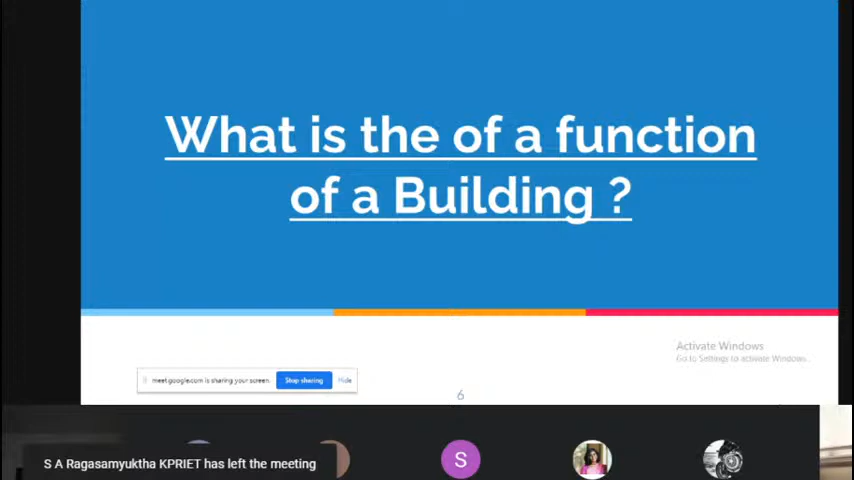 What is the of a function
of a Building ?
Activate Windows
Go to Settings to activate Windows.
meet.google.com is sharing your screen.
Stop sharing
Hide
6
S A Ragasamyuktha KPRIET has left the meeting
S